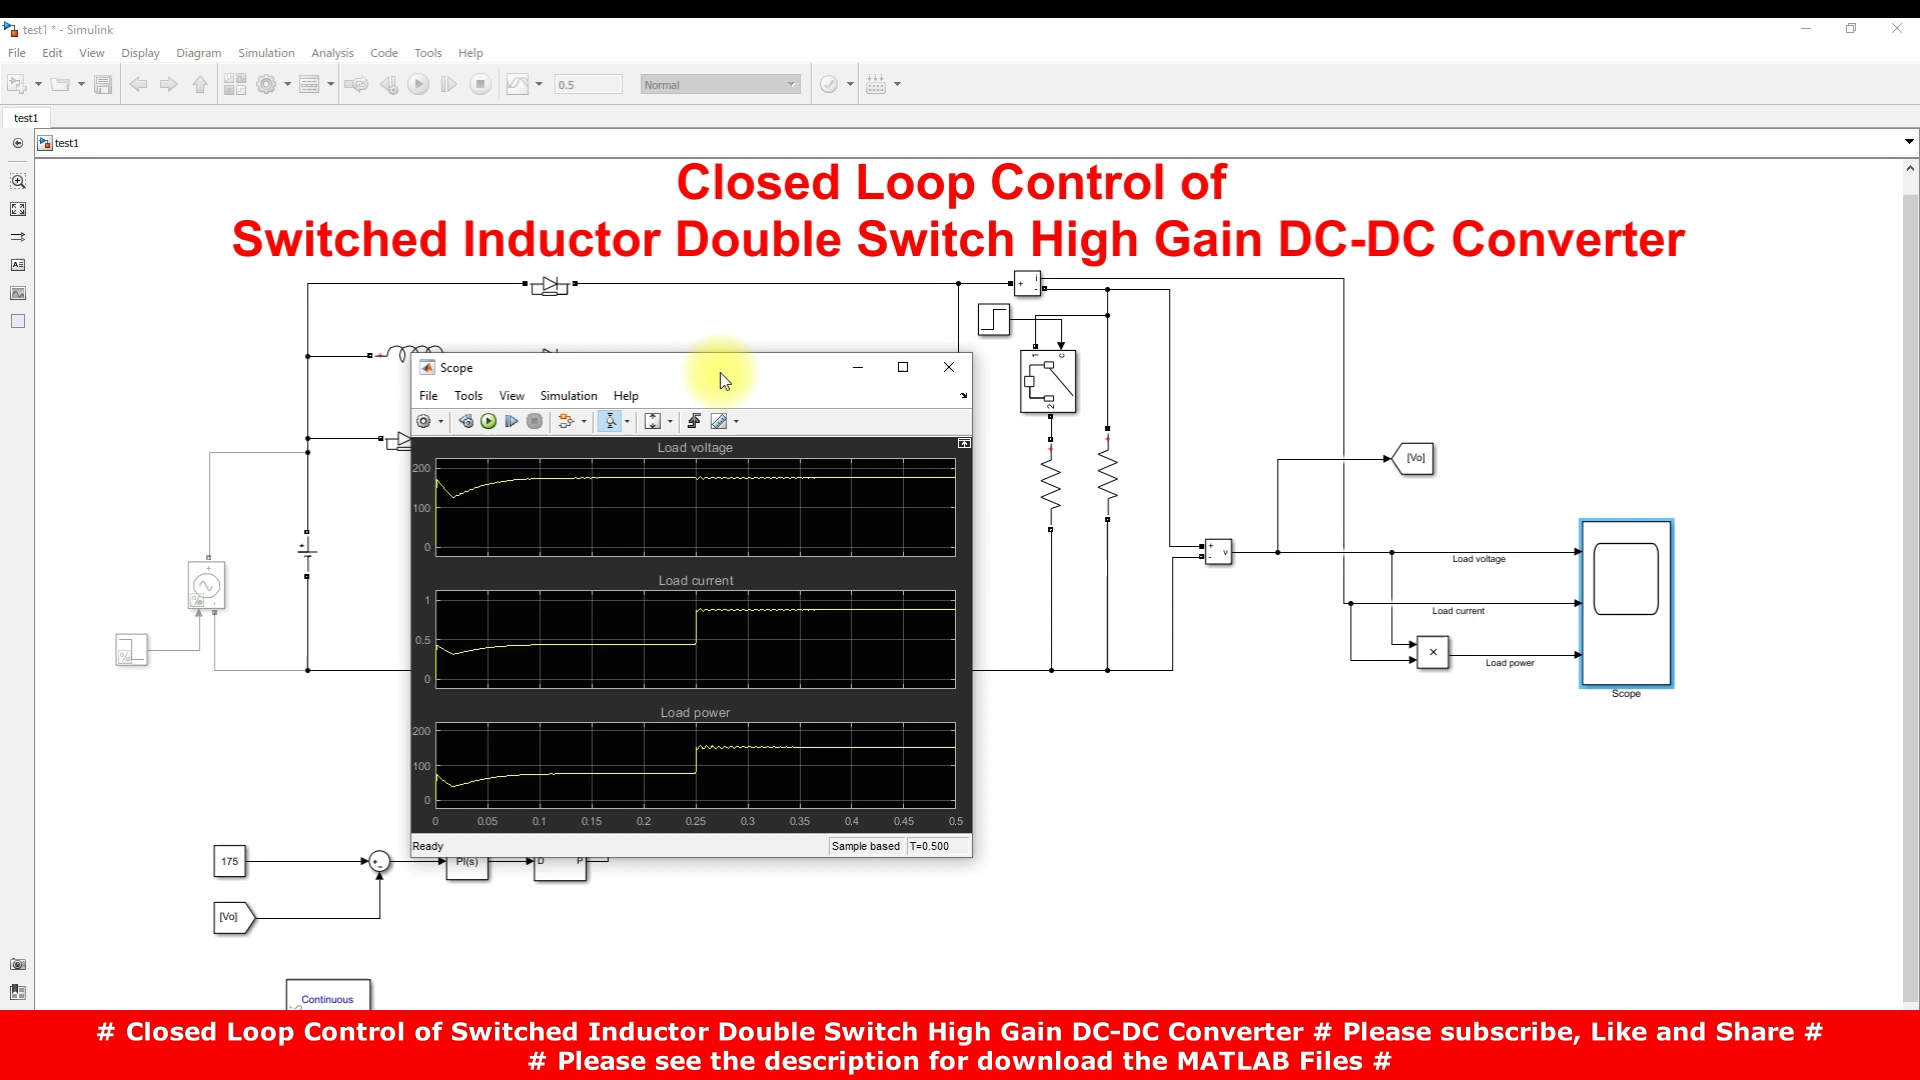 test1 * - Simulink
File Edit View Display Diagram Simulation Analysis Code Tools Help
0.5 Normal
test1
test1
Closed Loop Control of
Switched Inductor Double Switch High Gain DC-DC Converter
i
+
-
1 c
2
Scope
File Tools View Simulation Help
Load voltage
200
100
0
Load current
1
0.5
0
Load power
200
100
0
0 0.05 0.1 0.15 0.2 0.25 0.3 0.35 0.4 0.45 0.5
Ready Sample based T=0.500
[Vo]
+ v
-
Load voltage
Load current
×
Load power
Scope
175
PI(s)
D P
[Vo]
Continuous
# Closed Loop Control of Switched Inductor Double Switch High Gain DC-DC Converter # Please subscribe, Like and Share #
# Please see the description for download the MATLAB Files #